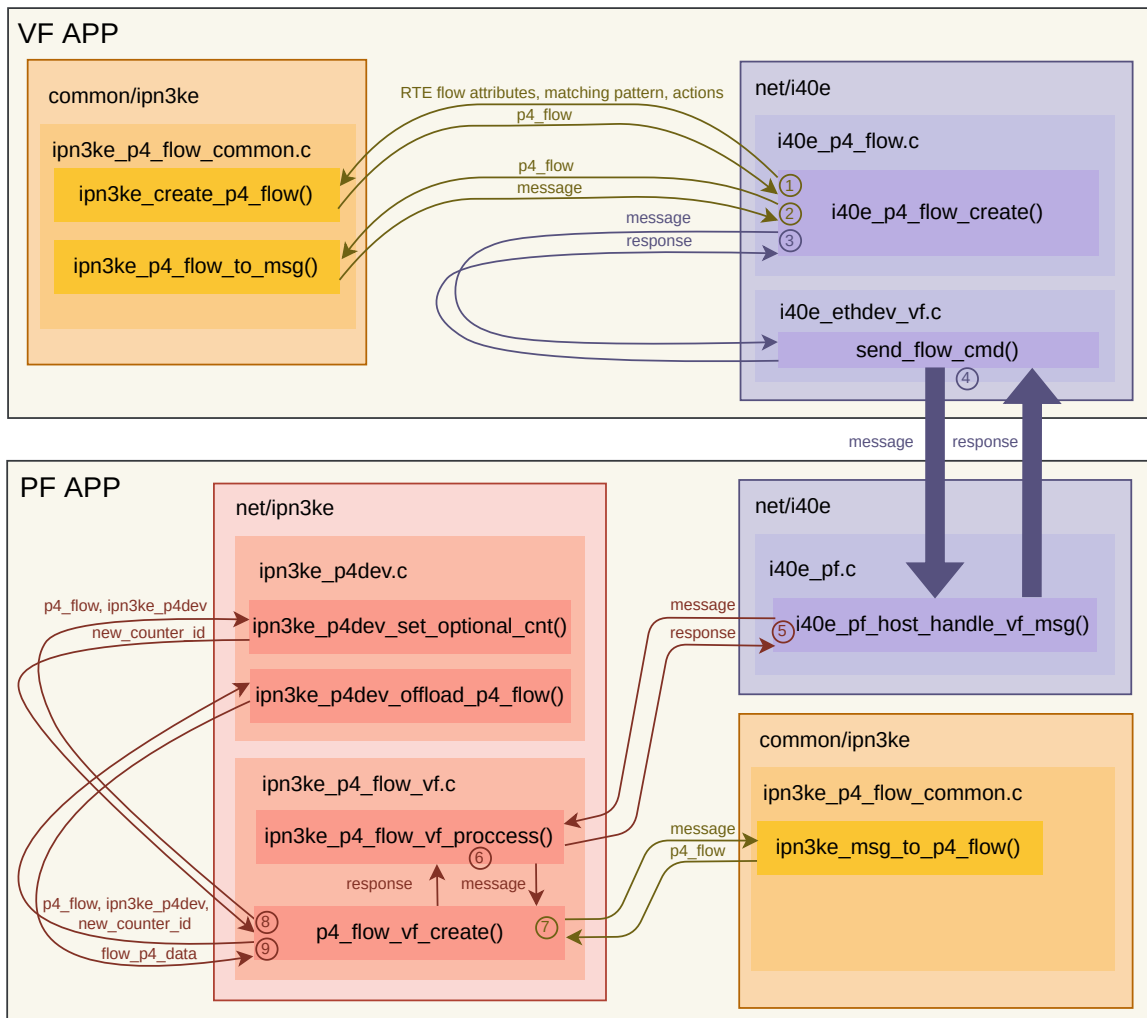 VF APP
common/ipn3ke
ipn3ke_p4_flow_common.c
ipn3ke_create_p4_flow()
ipn3ke_p4_flow_to_msg()
RTE flow attributes, matching pattern, actions
p4_flow
p4_flow
message
message
response
net/i40e
i40e_p4_flow.c
1
2
3
i40e_p4_flow_create()
i40e_ethdev_vf.c
send_flow_cmd()
4
message
response
PF APP
net/ipn3ke
ipn3ke_p4dev.c
p4_flow, ipn3ke_p4dev
new_counter_id
ipn3ke_p4dev_set_optional_cnt()
ipn3ke_p4dev_offload_p4_flow()
ipn3ke_p4_flow_vf.c
ipn3ke_p4_flow_vf_proccess()
6
response
message
p4_flow, ipn3ke_p4dev,
new_counter_id
flow_p4_data
8
9
p4_flow_vf_create()
7
message
response
net/i40e
i40e_pf.c
5
i40e_pf_host_handle_vf_msg()
common/ipn3ke
ipn3ke_p4_flow_common.c
message
p4_flow
ipn3ke_msg_to_p4_flow()